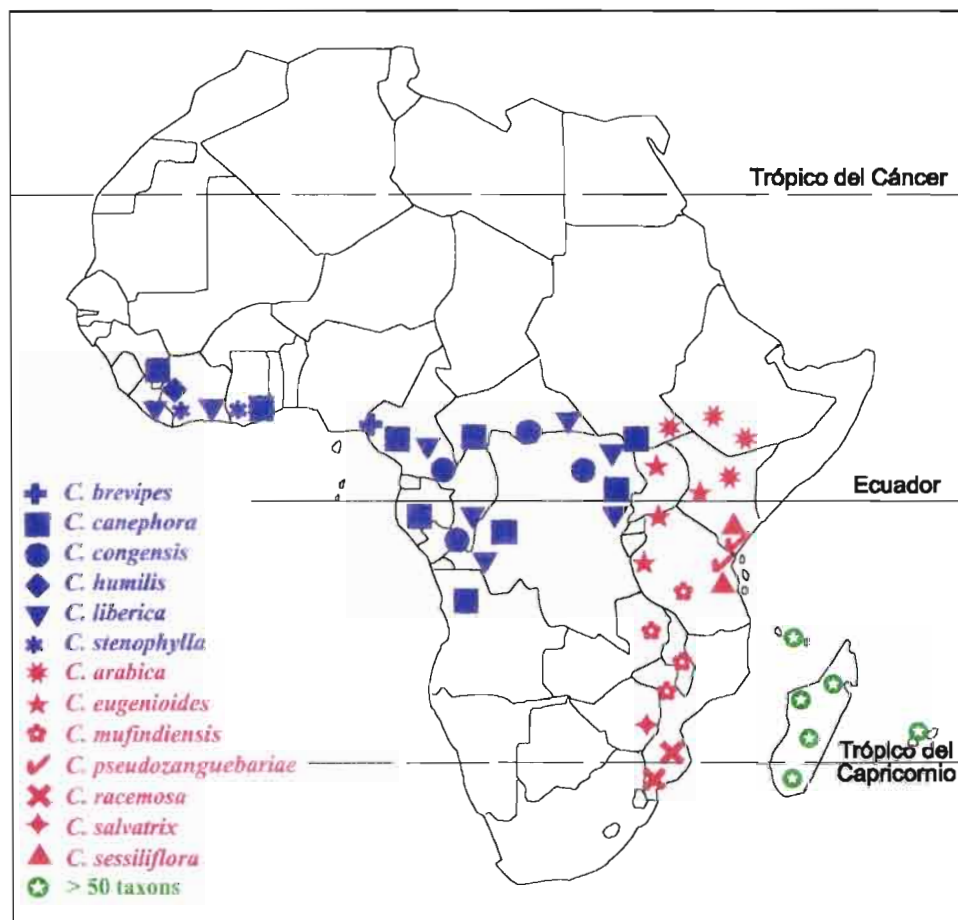 Trópico del Cáncer
Ecuador
Trópico del
Capricornio
C. brevipes
C. canephora
C. congensis
C. humilis
C. liberica
C. stenophylla
C. arabica
C. eugenioides
C. mufindiensis
C. pseudozanguebariae
C. racemosa
C. salvatrix
C. sessiliflora
> 50 taxons